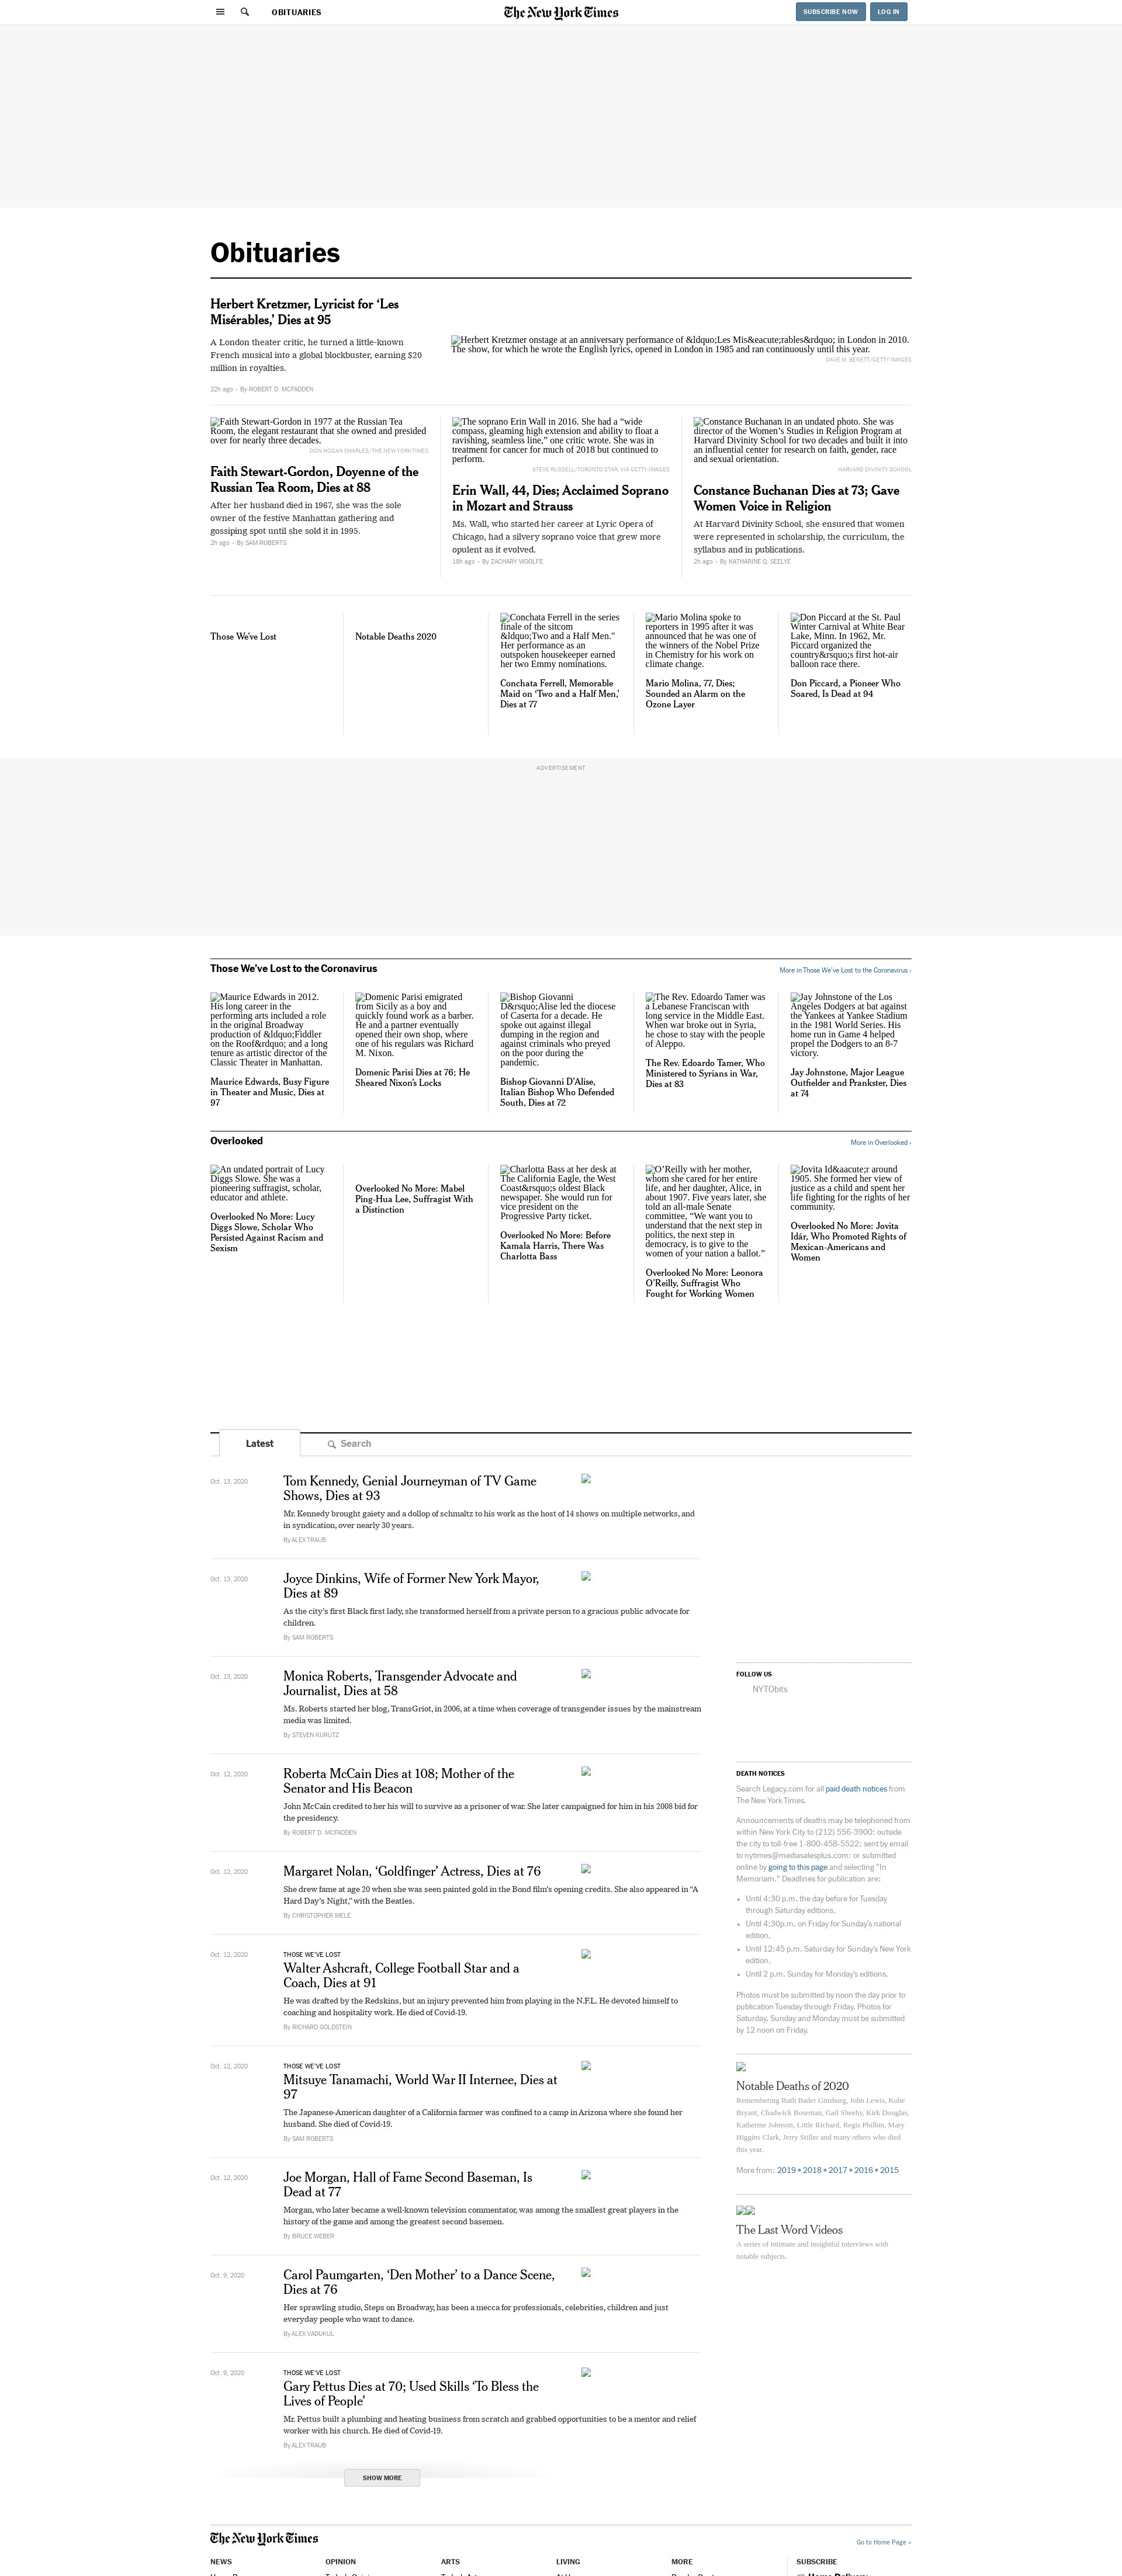 OBITUARIES
The New York Times
SUBSCRIBE NOW
LOG IN
Obituaries
Herbert Kretzmer, Lyricist for ‘Les
Misérables,’ Dies at 95
A London theater critic, he turned a little-known
French musical into a global blockbuster, earning $20
million in royalties.
22h ago • By ROBERT D. MCFADDEN
Herbert Kretzmer onstage at an anniversary performance of &ldquo;Les Mis&eacute;rables&rdquo; in London in 2010.
The show, for which he wrote the English lyrics, opened in London in 1985 and ran continuously until this year.
DAVE M. BENETT/GETTY IMAGES
Faith Stewart-Gordon in 1977 at the Russian Tea
Room, the elegant restaurant that she owned and presided
over for nearly three decades.
DON HOGAN CHARLES/THE NEW YORK TIMES
Faith Stewart-Gordon, Doyenne of the
Russian Tea Room, Dies at 88
After her husband died in 1967, she was the sole
owner of the festive Manhattan gathering and
gossiping spot until she sold it in 1995.
2h ago • By SAM ROBERTS
The soprano Erin Wall in 2016. She had a “wide
compass, gleaming high extension and ability to float a
ravishing, seamless line,” one critic wrote. She was in
treatment for cancer for much of 2018 but continued to
perform.
STEVE RUSSELL/TORONTO STAR, VIA GETTY IMAGES
Erin Wall, 44, Dies; Acclaimed Soprano
in Mozart and Strauss
Ms. Wall, who started her career at Lyric Opera of
Chicago, had a silvery soprano voice that grew more
opulent as it evolved.
18h ago • By ZACHARY WOOLFE
Constance Buchanan in an undated photo. She was
director of the Women’s Studies in Religion Program at
Harvard Divinity School for two decades and built it into
an influential center for research on faith, gender, race
and sexual orientation.
HARVARD DIVINITY SCHOOL
Constance Buchanan Dies at 73; Gave
Women Voice in Religion
At Harvard Divinity School, she ensured that women
were represented in scholarship, the curriculum, the
syllabus and in publications.
2h ago • By KATHARINE Q. SEELYE
Those We’ve Lost
Notable Deaths 2020
Conchata Ferrell in the series
finale of the sitcom
&ldquo;Two and a Half Men."
Her performance as an
outspoken housekeeper earned
her two Emmy nominations.
Conchata Ferrell, Memorable
Maid on ‘Two and a Half Men,’
Dies at 77
Mario Molina spoke to
reporters in 1995 after it was
announced that he was one of
the winners of the Nobel Prize
in Chemistry for his work on
climate change.
Mario Molina, 77, Dies;
Sounded an Alarm on the
Ozone Layer
Don Piccard at the St. Paul
Winter Carnival at White Bear
Lake, Minn. In 1962, Mr.
Piccard organized the
country&rsquo;s first hot-air
balloon race there.
Don Piccard, a Pioneer Who
Soared, Is Dead at 94
ADVERTISEMENT
Those We’ve Lost to the Coronavirus
More in Those We’ve Lost to the Coronavirus ›
Maurice Edwards in 2012.
His long career in the
performing arts included a role
in the original Broadway
production of &ldquo;Fiddler
on the Roof&rdquo; and a long
tenure as artistic director of the
Classic Theater in Manhattan.
Maurice Edwards, Busy Figure
in Theater and Music, Dies at
97
Domenic Parisi emigrated
from Sicily as a boy and
quickly found work as a barber.
He and a partner eventually
opened their own shop, where
one of his regulars was Richard
M. Nixon.
Domenic Parisi Dies at 76; He
Sheared Nixon’s Locks
Bishop Giovanni
D&rsquo;Alise led the diocese
of Caserta for a decade. He
spoke out against illegal
dumping in the region and
against criminals who preyed
on the poor during the
pandemic.
Bishop Giovanni D’Alise,
Italian Bishop Who Defended
South, Dies at 72
The Rev. Edoardo Tamer was
a Lebanese Franciscan with
long service in the Middle East.
When war broke out in Syria,
he chose to stay with the people
of Aleppo.
The Rev. Edoardo Tamer, Who
Ministered to Syrians in War,
Dies at 83
Jay Johnstone of the Los
Angeles Dodgers at bat against
the Yankees at Yankee Stadium
in the 1981 World Series. His
home run in Game 4 helped
propel the Dodgers to an 8-7
victory.
Jay Johnstone, Major League
Outfielder and Prankster, Dies
at 74
Overlooked
More in Overlooked ›
An undated portrait of Lucy
Diggs Slowe. She was a
pioneering suffragist, scholar,
educator and athlete.
Overlooked No More: Lucy
Diggs Slowe, Scholar Who
Persisted Against Racism and
Sexism
Overlooked No More: Mabel
Ping-Hua Lee, Suffragist With
a Distinction
Charlotta Bass at her desk at
The California Eagle, the West
Coast&rsquo;s oldest Black
newspaper. She would run for
vice president on the
Progressive Party ticket.
Overlooked No More: Before
Kamala Harris, There Was
Charlotta Bass
O’Reilly with her mother,
whom she cared for her entire
life, and her daughter, Alice, in
about 1907. Five years later, she
told an all-male Senate
committee, “We want you to
understand that the next step in
politics, the next step in
democracy, is to give to the
women of your nation a ballot.”
Overlooked No More: Leonora
O’Reilly, Suffragist Who
Fought for Working Women
Jovita Id&aacute;r around
1905. She formed her view of
justice as a child and spent her
life fighting for the rights of her
community.
Overlooked No More: Jovita
Idár, Who Promoted Rights of
Mexican-Americans and
Women
Latest
Search
Oct. 13, 2020
Tom Kennedy, Genial Journeyman of TV Game
Shows, Dies at 93
Mr. Kennedy brought gaiety and a dollop of schmaltz to his work as the host of 14 shows on multiple networks, and
in syndication, over nearly 30 years.
By ALEX TRAUB
Oct. 13, 2020
Joyce Dinkins, Wife of Former New York Mayor,
Dies at 89
As the city’s first Black first lady, she transformed herself from a private person to a gracious public advocate for
children.
By SAM ROBERTS
Oct. 13, 2020
Monica Roberts, Transgender Advocate and
Journalist, Dies at 58
Ms. Roberts started her blog, TransGriot, in 2006, at a time when coverage of transgender issues by the mainstream
media was limited.
By STEVEN KURUTZ
Oct. 12, 2020
Roberta McCain Dies at 108; Mother of the
Senator and His Beacon
John McCain credited to her his will to survive as a prisoner of war. She later campaigned for him in his 2008 bid for
the presidency.
By ROBERT D. MCFADDEN
Oct. 12, 2020
Margaret Nolan, ‘Goldfinger’ Actress, Dies at 76
She drew fame at age 20 when she was seen painted gold in the Bond film’s opening credits. She also appeared in “A
Hard Day’s Night,” with the Beatles.
By CHRISTOPHER MELE
Oct. 12, 2020
THOSE WE’VE LOST
Walter Ashcraft, College Football Star and a
Coach, Dies at 91
He was drafted by the Redskins, but an injury prevented him from playing in the N.F.L. He devoted himself to
coaching and hospitality work. He died of Covid-19.
By RICHARD GOLDSTEIN
Oct. 12, 2020
THOSE WE’VE LOST
Mitsuye Tanamachi, World War II Internee, Dies at
97
The Japanese-American daughter of a California farmer was confined to a camp in Arizona where she found her
husband. She died of Covid-19.
By SAM ROBERTS
Oct. 12, 2020
Joe Morgan, Hall of Fame Second Baseman, Is
Dead at 77
Morgan, who later became a well-known television commentator, was among the smallest great players in the
history of the game and among the greatest second basemen.
By BRUCE WEBER
Oct. 9, 2020
Carol Paumgarten, ‘Den Mother’ to a Dance Scene,
Dies at 76
Her sprawling studio, Steps on Broadway, has been a mecca for professionals, celebrities, children and just
everyday people who want to dance.
By ALEX VADUKUL
Oct. 9, 2020
THOSE WE’VE LOST
Gary Pettus Dies at 70; Used Skills ‘To Bless the
Lives of People’
Mr. Pettus built a plumbing and heating business from scratch and grabbed opportunities to be a mentor and relief
worker with his church. He died of Covid-19.
By ALEX TRAUB
SHOW MORE
FOLLOW US
NYTObits
DEATH NOTICES
Search Legacy.com for all paid death notices from
The New York Times.
Announcements of deaths may be telephoned from
within New York City to (212) 556-3900: outside
the city to toll-free 1-800-458-5522: sent by email
to nytimes@mediasalesplus.com: or submitted
online by going to this page and selecting "In
Memoriam." Deadlines for publication are:
Until 4:30 p.m. the day before for Tuesday
through Saturday editions.
Until 4:30p.m. on Friday for Sunday’s national
edition.
Until 12:45 p.m. Saturday for Sunday’s New York
edition.
Until 2 p.m. Sunday for Monday’s editions.
Photos must be submitted by noon the day prior to
publication Tuesday through Friday. Photos for
Saturday, Sunday and Monday must be submitted
by 12 noon on Friday.
Notable Deaths of 2020
Remembering Ruth Bader Ginsburg, John Lewis, Kobe
Bryant, Chadwick Boseman, Gail Sheehy, Kirk Douglas,
Katherine Johnson, Little Richard, Regis Philbin, Mary
Higgins Clark, Jerry Stiller and many others who died
this year.
More from: 2019 • 2018 • 2017 • 2016 • 2015
The Last Word Videos
A series of intimate and insightful interviews with
notable subjects.
The New York Times
Go to Home Page »
NEWS
OPINION
ARTS
LIVING
MORE
SUBSCRIBE